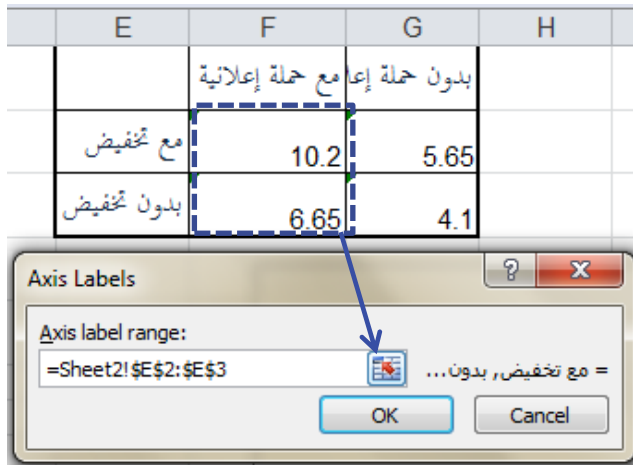 E F G H
مع حملة إعلانية بدون حملة إعا
مع تخفيض 10.2 5.65
بدون تخفيض 6.65 4.1
Axis Labels
Axis label range:
=Sheet2!$E$2:$E$3 = مع تخفيض, بدون...
OK Cancel